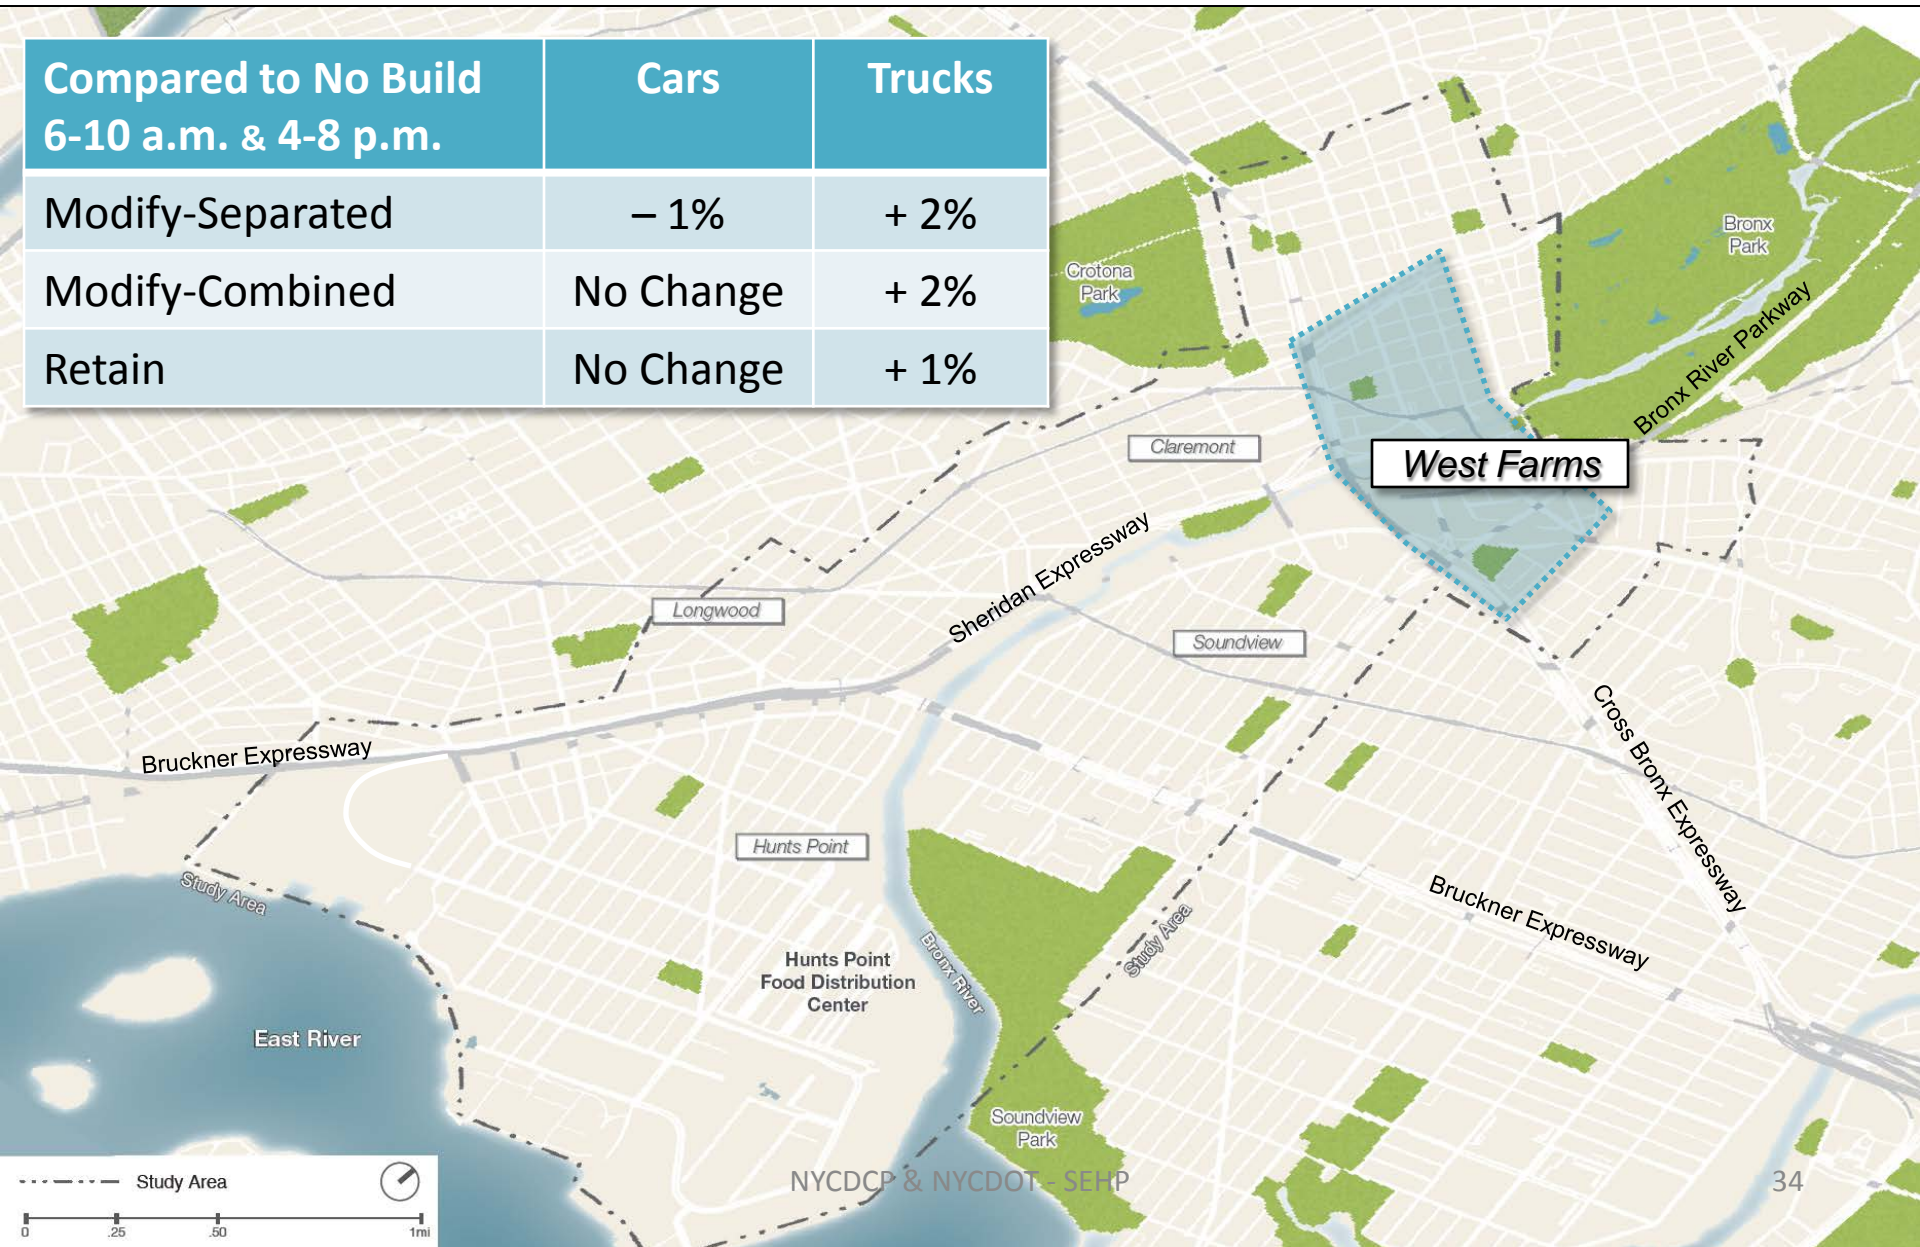 Compared to No Build
6-10 a.m. & 4-8 p.m.
Cars
Trucks
Modify-Separated
– 1%
+ 2%
Modify-Combined
No Change
+ 2%
Retain
No Change
+ 1%
Crotona
Park
Bronx
Park
Bronx River Parkway
Claremont
West Farms
Sheridan Expressway
Longwood
Soundview
Cross Bronx Expressway
Bruckner Expressway
Hunts Point
Study Area
Bruckner Expressway
Study Area
Bronx River
Hunts Point
Food Distribution
Center
East River
Soundview
Park
Study Area
0
.25
.50
1mi
NYCDCP & NYCDOT - SEHP
34